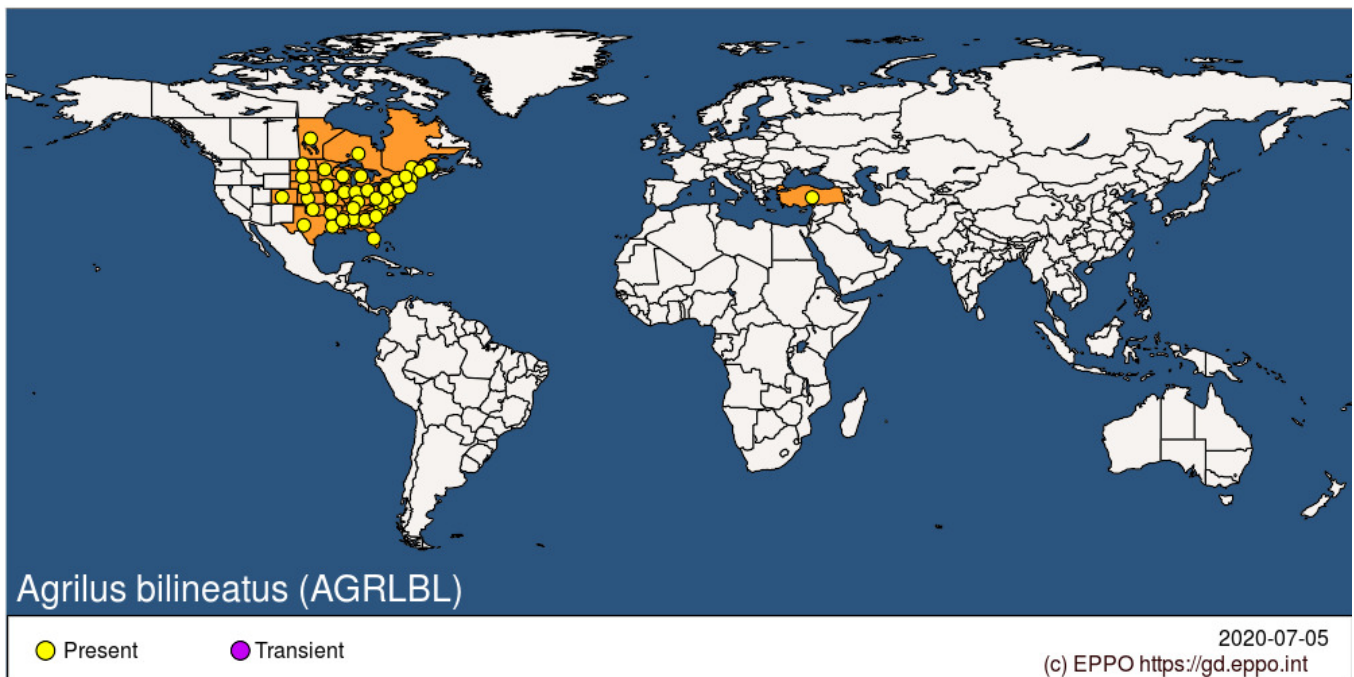 Agrilus bilineatus (AGRLBL)
Present
Transient
2020-07-05
(c) EPPO https://gd.eppo.int